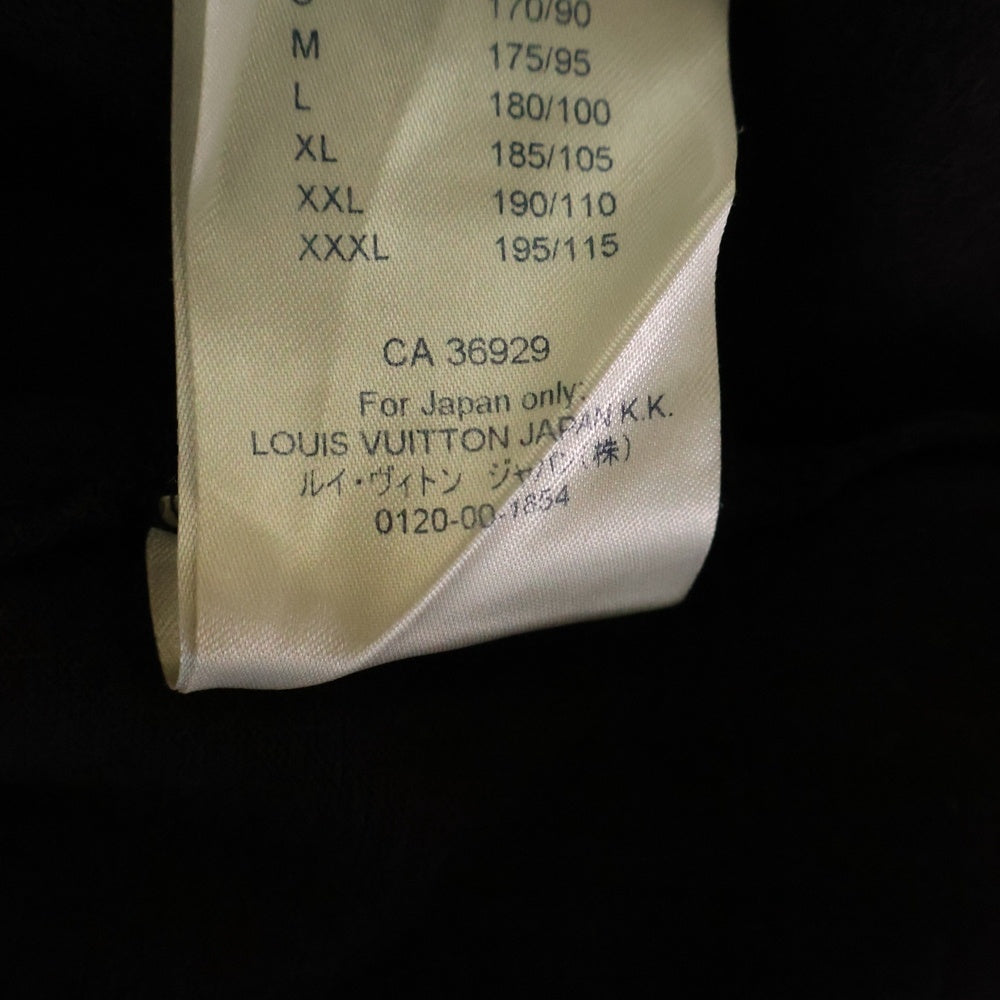 170/90
M 175/95
L 180/100
XL 185/105
XXL 190/110
XXXL 195/115
CA 36929
For Japan only:
LOUIS VUITTON JAPAN K.K.
ルイ・ヴィトン ジャパン(株)
0120-00-1854